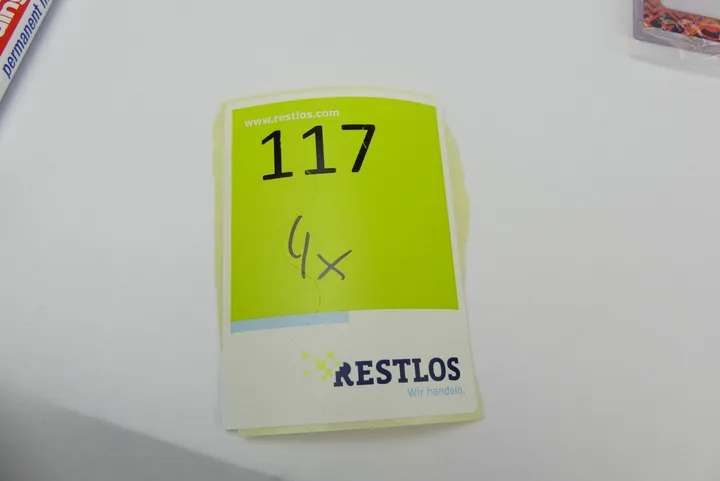 permanent m
www.restlos.com
117
4x
RESTLOS
Wir handeln.